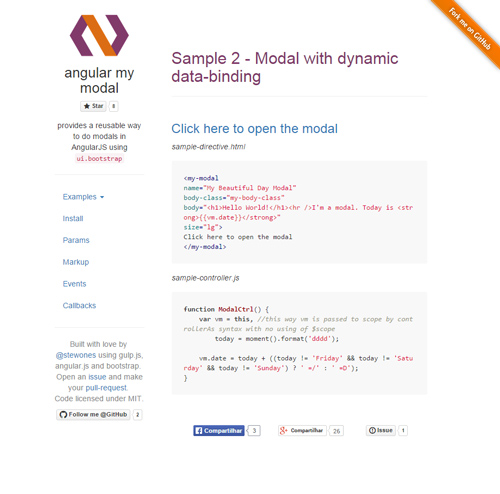 Fork me on GitHub
angular my
modal
Star 8
provides a reusable way
to do modals in
AngularJS using
ui.bootstrap
Examples
Install
Params
Markup
Events
Callbacks
Built with love by
@stewones using gulp js,
angular.js and bootstrap.
Open an issue and make
your pull-request.
Code licensed under MIT.
Follow me @GitHub 2
Sample 2 - Modal with dynamic
data-binding
Click here to open the modal
sample-directive.html
<my-modal
name="My Beautiful Day Modal"
body-class="my-body-class"
body="<h1>Hello World!</h1><hr />I'm a modal. Today is <str
ong>{{vm.date}}</strong>"
size="lg">
Click here to open the modal
</my-modal>
sample-controller.js
function ModalCtrl() {
var vm = this, //this way vm is passed to scope by cont
rollerAs syntax with no using of $scope
today = moment().format('dddd');
vm.date = today + ((today != 'Friday' && today != 'Satu
rday' && today != 'Sunday') ? ' =/' : ' =D');
}
Compartilhar 3
Compartilhar 26
Issue 1